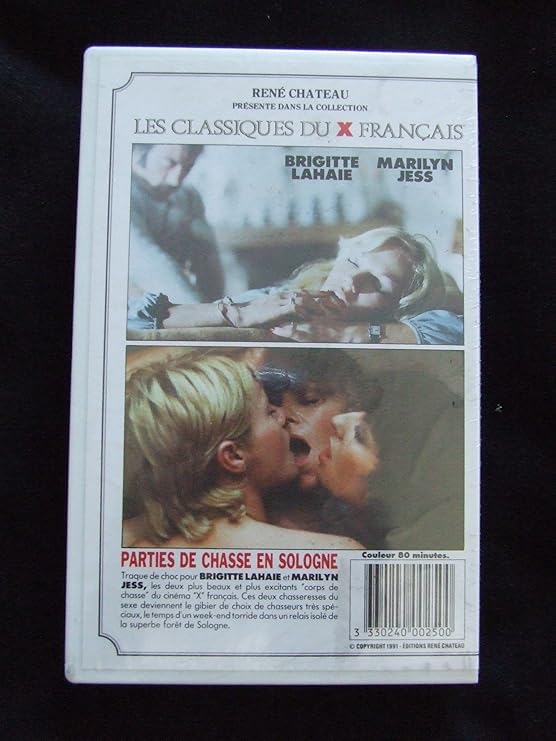 RENÉ CHATEAU
PRÉSENTE DANS LA COLLECTION
LES CLASSIQUES DU X FRANÇAIS
BRIGITTE LAHAIE
MARILYN JESS
PARTIES DE CHASSE EN SOLOGNE
Couleur 80 minutes.
Traque de choc pour BRIGITTE LAHAIE et MARILYN
JESS, les deux plus beaux et plus excitants "corps de
chasse" du cinéma "X" français. Ces deux chasseresses du
sexe deviennent le gibier de choix de chasseurs très spé-
ciaux, le temps d'un week-end torride dans un relais isolé de
la superbe forêt de Sologne.
3 330240 002500
© COPYRIGHT 1991 - ÉDITIONS RENÉ CHATEAU